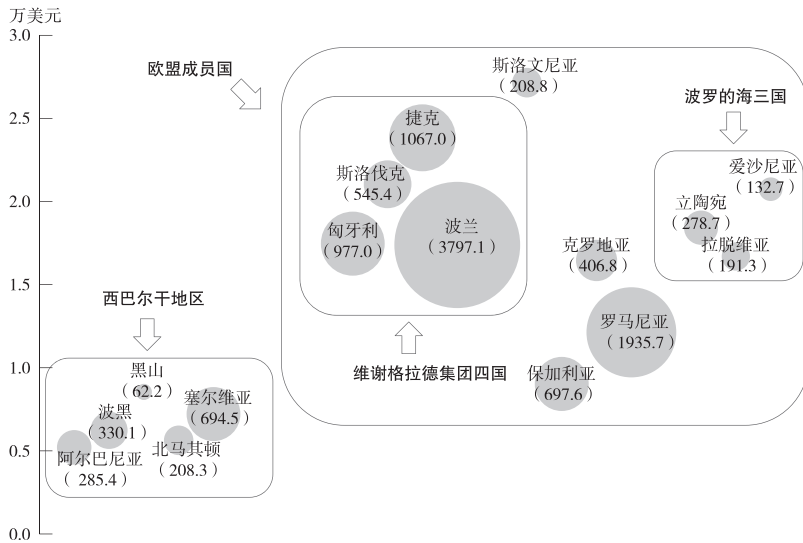 万美元
3.0
2.5
2.0
1.5
1.0
0.5
0.0
欧盟成员国
斯洛文尼亚
（208.8）
波罗的海三国
捷克
（1067.0）
斯洛伐克
（545.4）
匈牙利
（977.0）
波兰
（3797.1）
爱沙尼亚
（132.7）
立陶宛
（278.7）
拉脱维亚
（191.3）
克罗地亚
（406.8）
罗马尼亚
（1935.7）
保加利亚
（697.6）
维谢格拉德集团四国
西巴尔干地区
黑山
（62.2）
塞尔维亚
（694.5）
波黑
（330.1）
北马其顿
（208.3）
阿尔巴尼亚
（285.4）